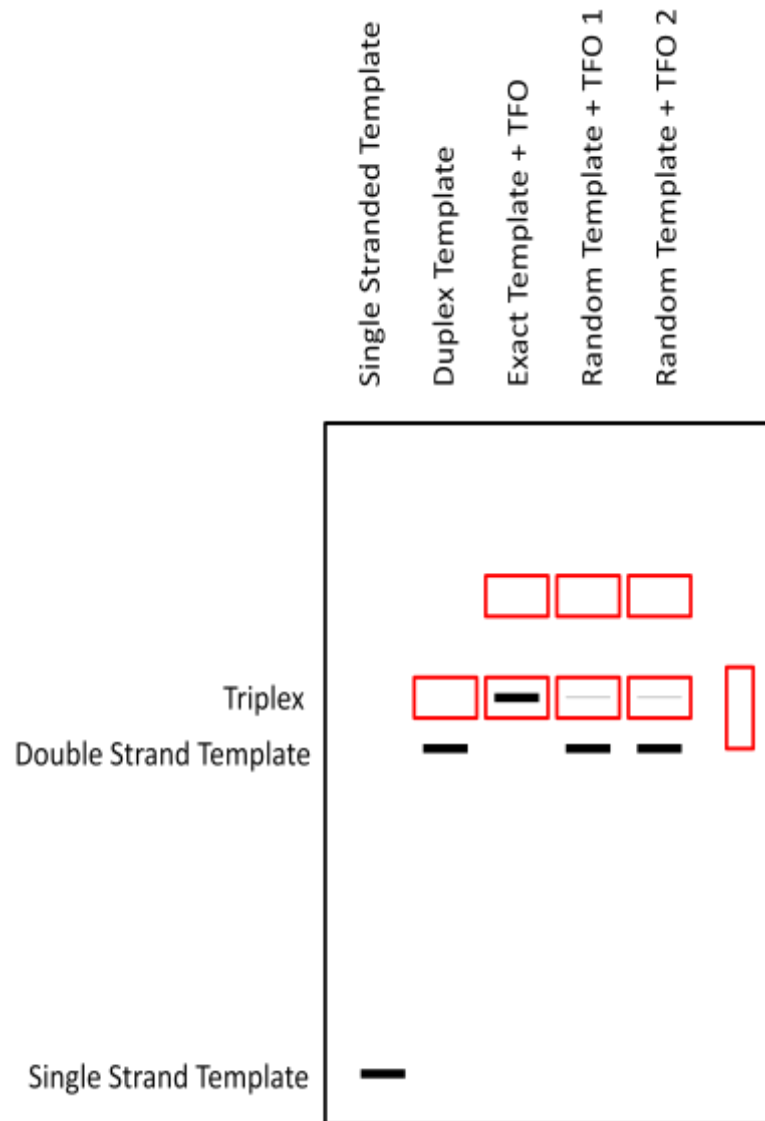 Single Stranded Template
Duplex Template
Exact Template + TFO
Random Template + TFO 1
Random Template + TFO 2
Triplex
Double Strand Template
Single Strand Template